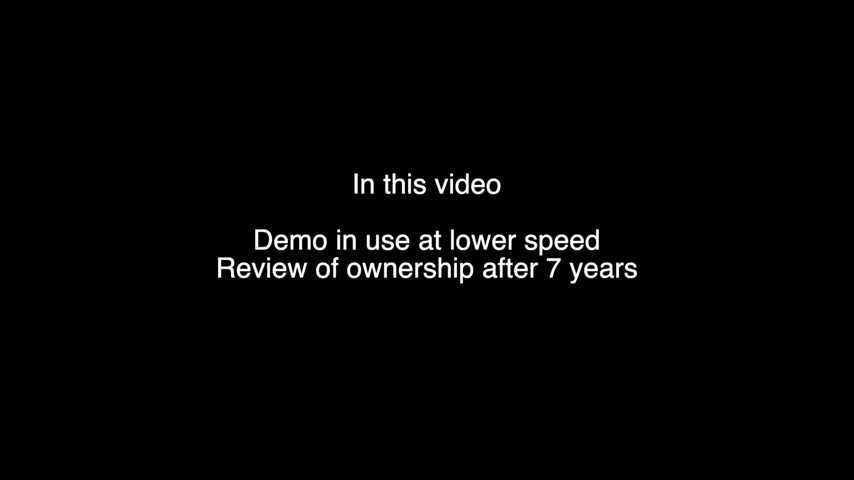 In this video
Demo in use at lower speed
Review of ownership after 7 years